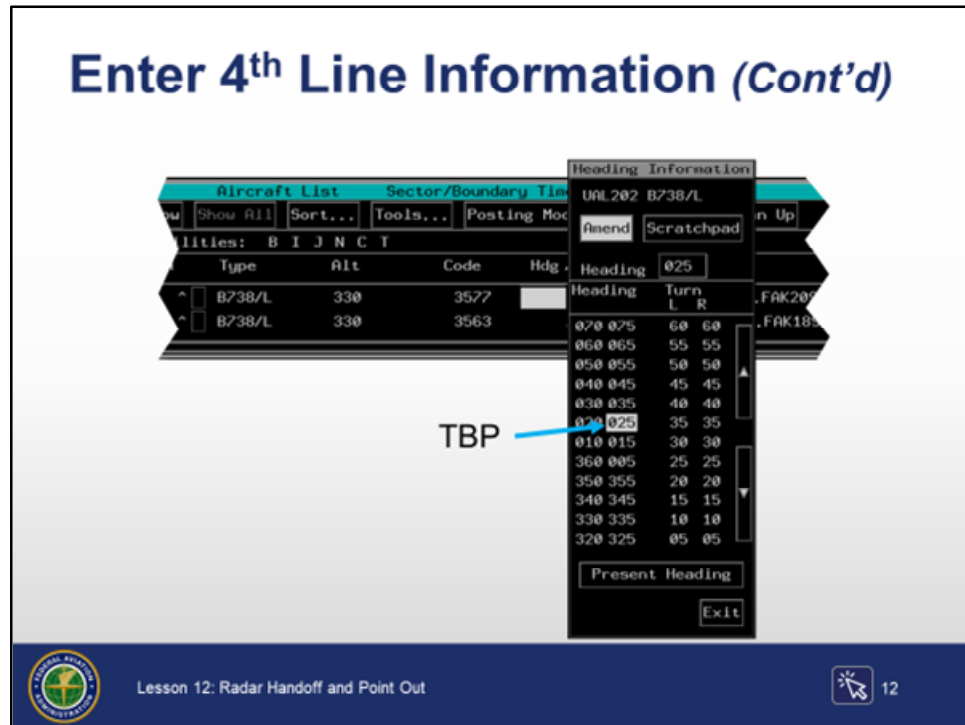 Enter 4th Line Information (Cont'd)
Heading Information
UAL202 B738/L
Amend Scratchpad
Heading 025
Heading Turn
L R
070 075 60 60
060 065 55 55
050 055 50 50
040 045 45 45
030 035 40 40
020 025 35 35
010 015 30 30
360 005 25 25
350 355 20 20
340 345 15 15
330 335 10 10
320 325 05 05
Present Heading
Exit
Aircraft List Sector/Boundary Tim
Show All Sort... Tools... Posting Mod n Up
lities: B I J N C T
Type Alt Code Hdg
^ B738/L 330 3577 .FAK20
^ B738/L 330 3563 .FAK185
TBP
FEDERAL AVIATION ADMINISTRATION
Lesson 12: Radar Handoff and Point Out
12